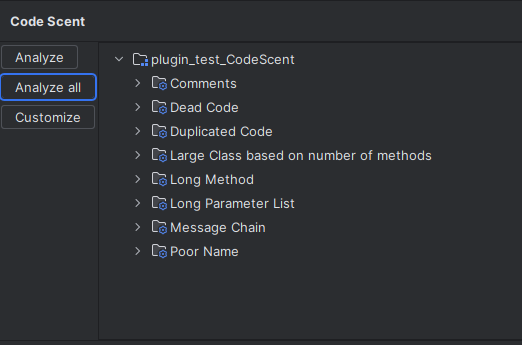 Code Scent
Analyze
Analyze all
Customize
plugin_test_CodeScent
Comments
Dead Code
Duplicated Code
Large Class based on number of methods
Long Method
Long Parameter List
Message Chain
Poor Name